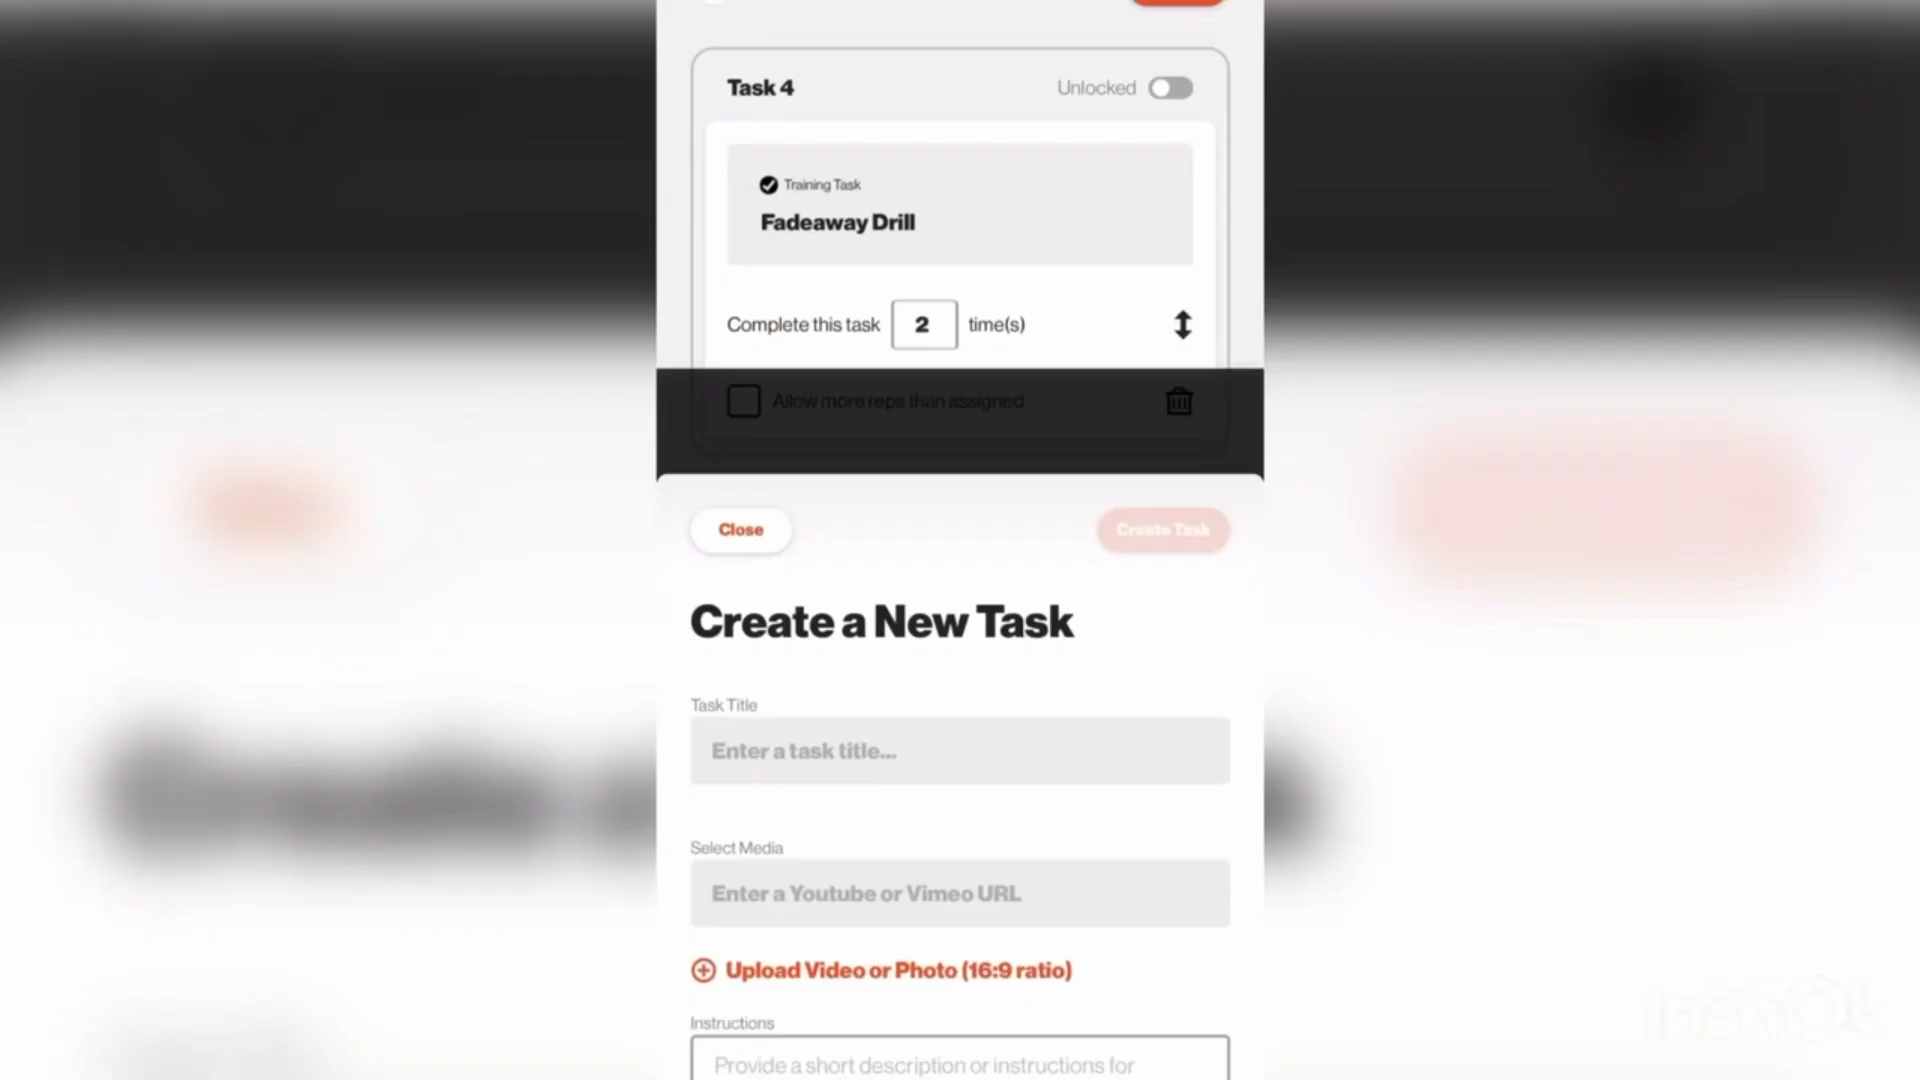 Task 4
Unlocked
Training Task
Fadeaway Drill
Complete this task 2 time(s)
Allow more reps than assigned
Close
Create Task
Create a New Task
Task Title
Enter a task title...
Select Media
Enter a Youtube or Vimeo URL
Upload Video or Photo (16:9 ratio)
Instructions
Provide a short description or instructions for